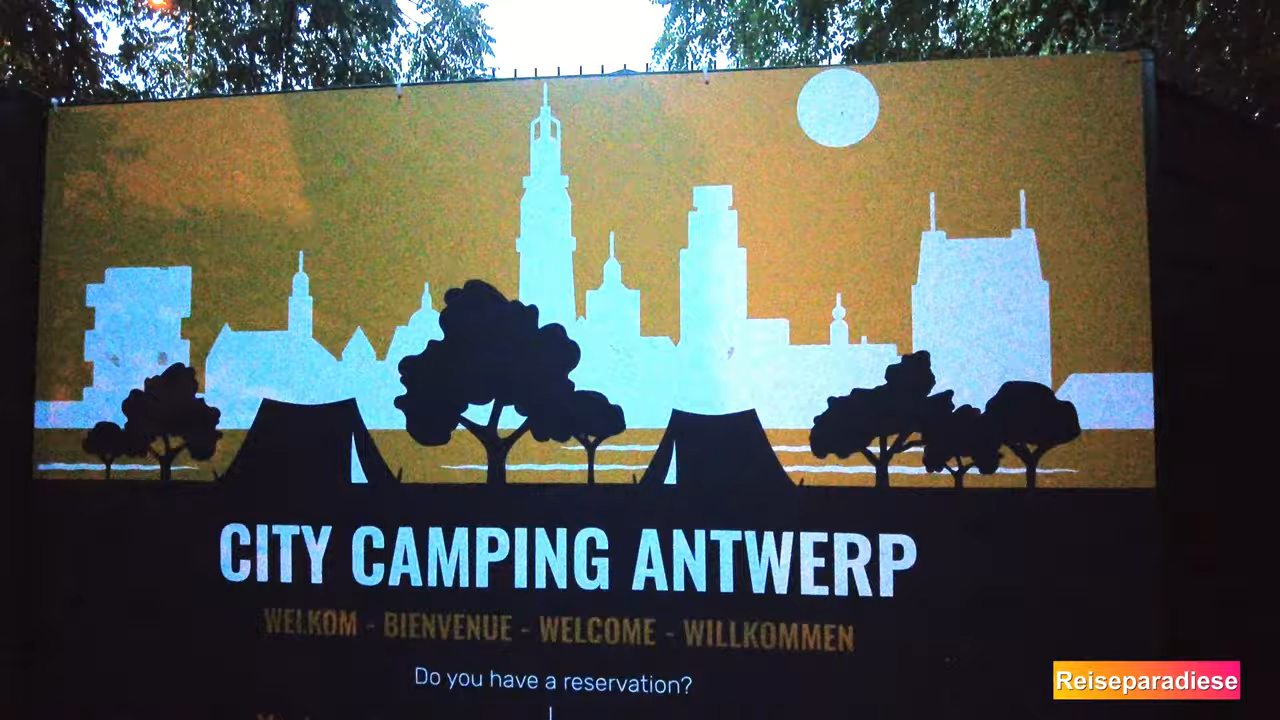 CITY CAMPING ANTWERP
WELKOM - BIENVENUE - WELCOME - WILLKOMMEN
Do you have a reservation?
Reiseparadiese